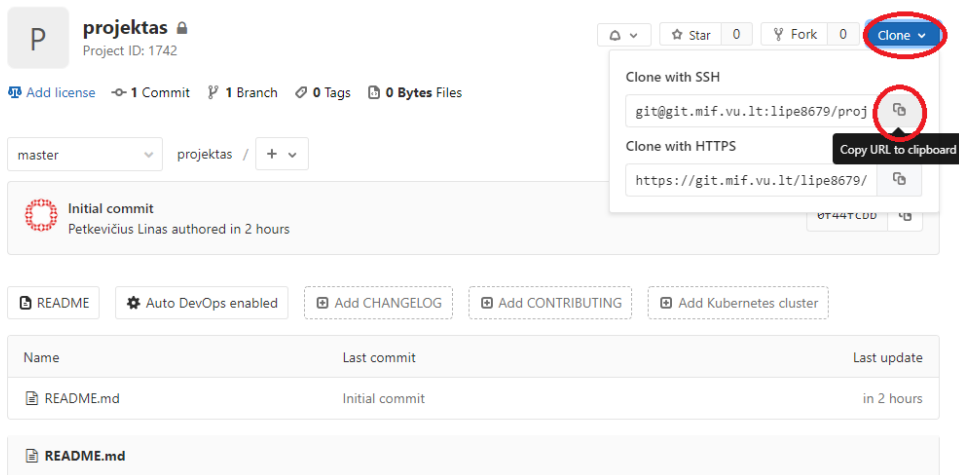 P
projektas
Project ID: 1742
Star 0
Fork 0
Clone
Add license 1 Commit 1 Branch 0 Tags 0 Bytes Files
Clone with SSH
git@git.mif.vu.lt:lipe8679/proj
Copy URL to clipboard
Clone with HTTPS
https://git.mif.vu.lt/lipe8679/
master projektas / +
Initial commit
Petkevičius Linas authored in 2 hours
0f44fcbb
README Auto DevOps enabled Add CHANGELOG Add CONTRIBUTING Add Kubernetes cluster
Name Last commit Last update
README.md Initial commit in 2 hours
README.md